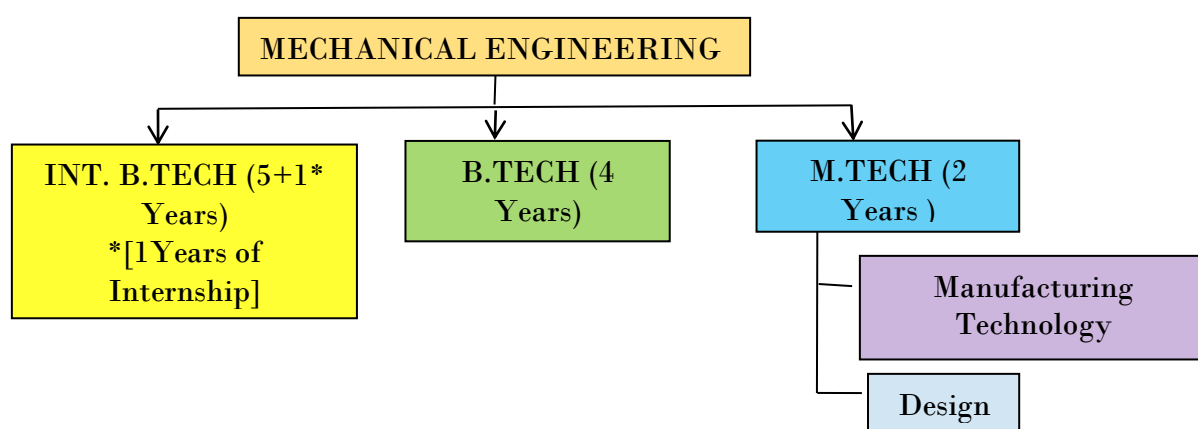 MECHANICAL ENGINEERING
INT. B.TECH (5+1*
Years)
*[1Years of
Internship]
B.TECH (4
Years)
M.TECH (2
Years )
Manufacturing
Technology
Design